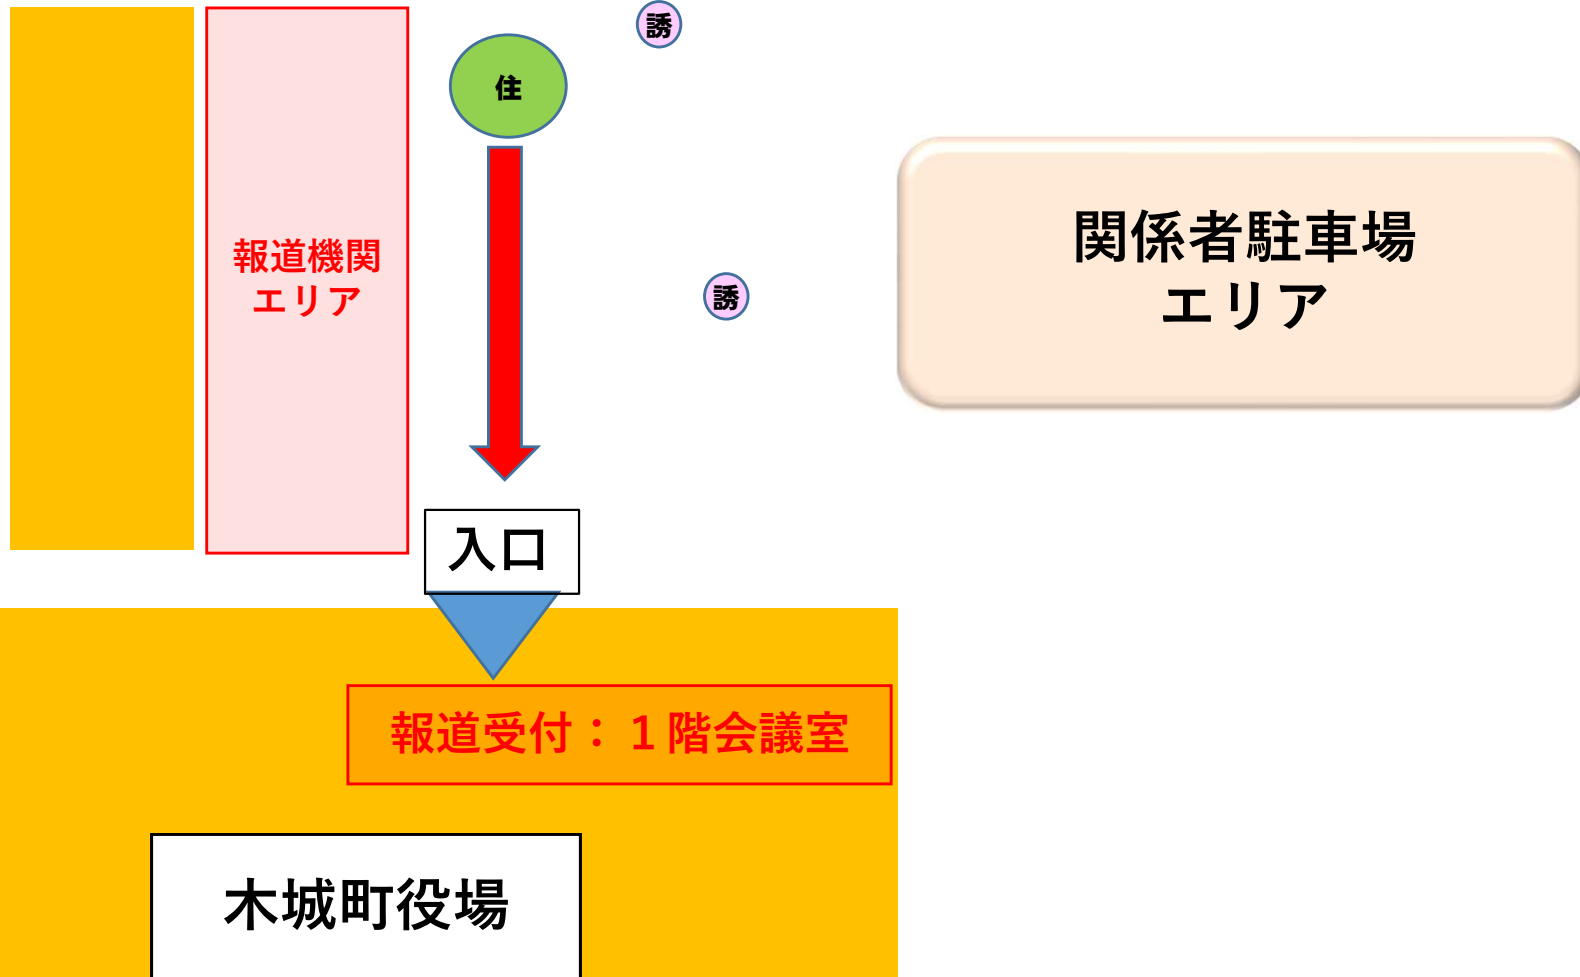 誘
住
報道機関
エリア
関係者駐車場
エリア
誘
入口
報道受付：１階会議室
木城町役場